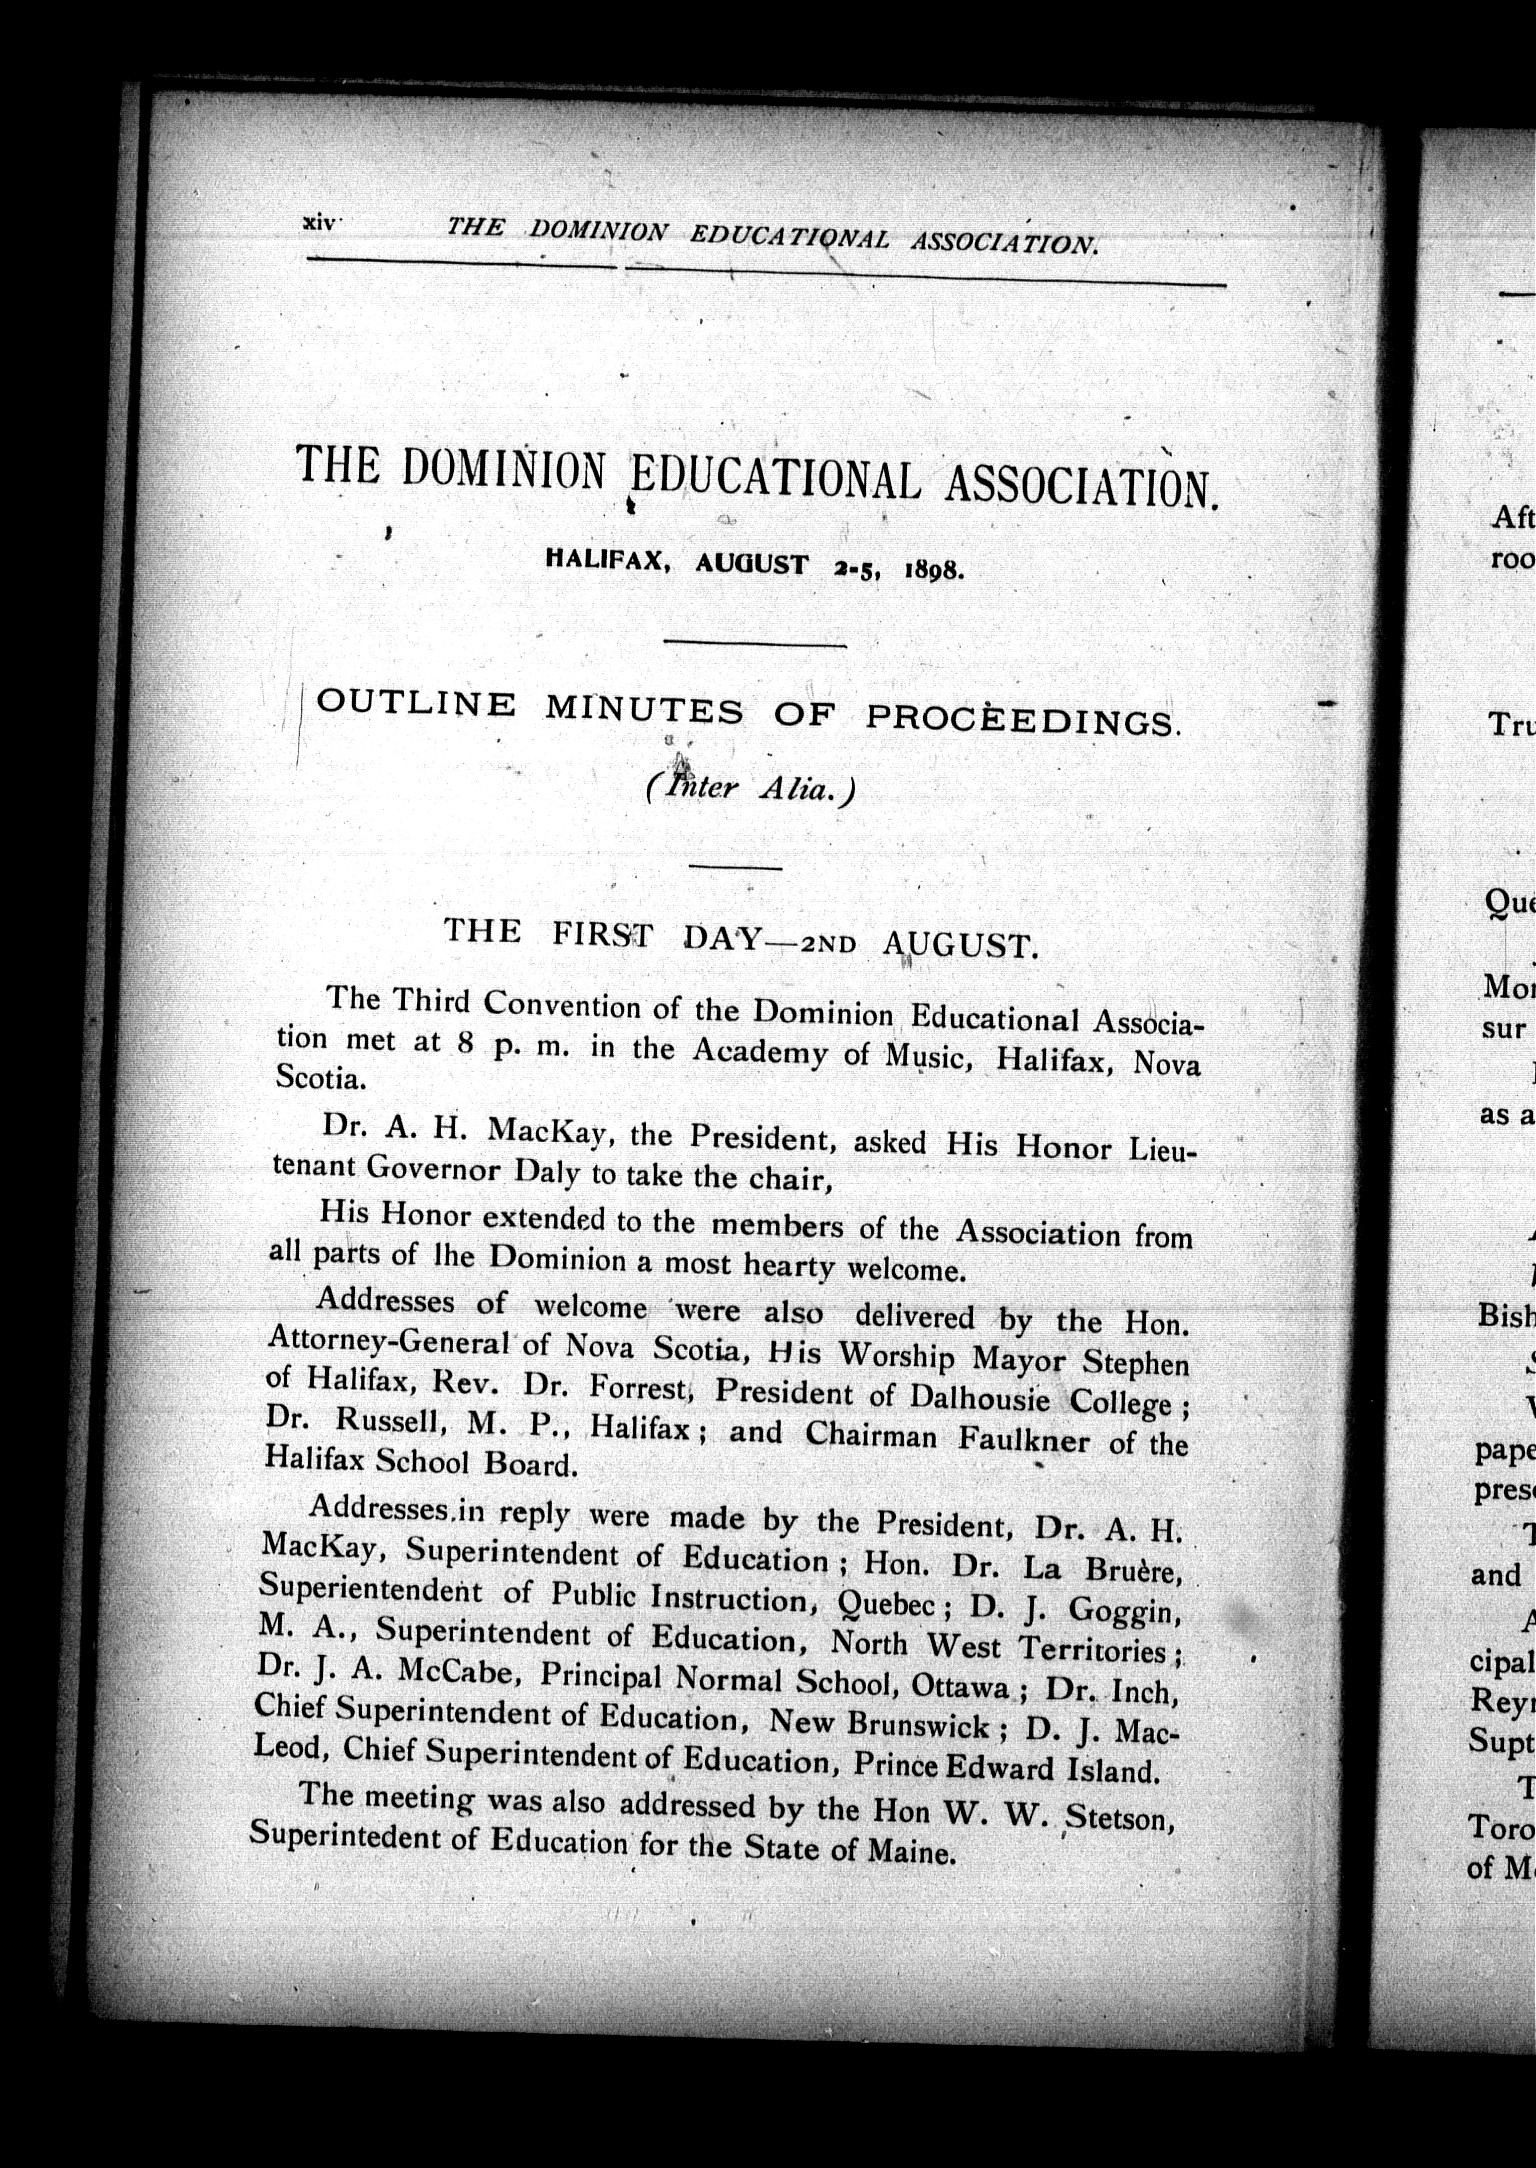 xiv THE DOMINION EDUCATIONAL ASSOCIATION.
THE DOMINION EDUCATIONAL ASSOCIATION.
HALIFAX, AUGUST 2-5, 1898.
OUTLINE MINUTES OF PROCEEDINGS.
(Inter Alia.)
THE FIRST DAY—2ND AUGUST.
The Third Convention of the Dominion Educational Associa-
tion met at 8 p. m. in the Academy of Music, Halifax, Nova
Scotia.
Dr. A. H. MacKay, the President, asked His Honor Lieu-
tenant Governor Daly to take the chair,
His Honor extended to the members of the Association from
all parts of lhe Dominion a most hearty welcome.
Addresses of welcome were also delivered by the Hon.
Attorney-General of Nova Scotia, His Worship Mayor Stephen
of Halifax, Rev. Dr. Forrest, President of Dalhousie College ;
Dr. Russell, M. P., Halifax ; and Chairman Faulkner of the
Halifax School Board.
Addresses in reply were made by the President, Dr. A. H.
MacKay, Superintendent of Education ; Hon. Dr. La Bruère,
Superientendent of Public Instruction, Quebec ; D. J. Goggin,
M. A., Superintendent of Education, North West Territories ;
Dr. J. A. McCabe, Principal Normal School, Ottawa ; Dr. Inch,
Chief Superintendent of Education, New Brunswick ; D. J. Mac-
Leod, Chief Superintendent of Education, Prince Edward Island.
The meeting was also addressed by the Hon W. W. Stetson,
Superintedent of Education for the State of Maine.
Aft
roo
Tru
Que
Mor
sur
as a
Bish
pape
prese
and
cipal
Reyn
Supt
Toro
of M